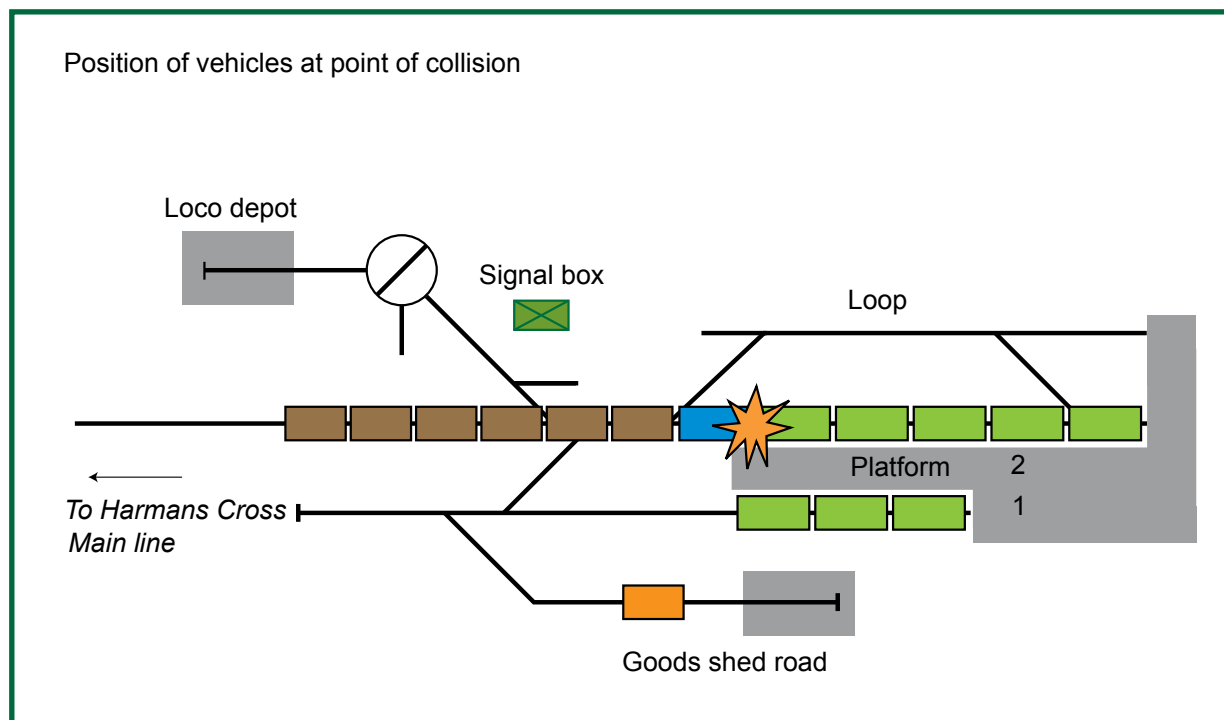 Position of vehicles at point of collision
Loco depot
Signal box
Loop
Platform 2
To Harmans Cross
Main line
1
Goods shed road